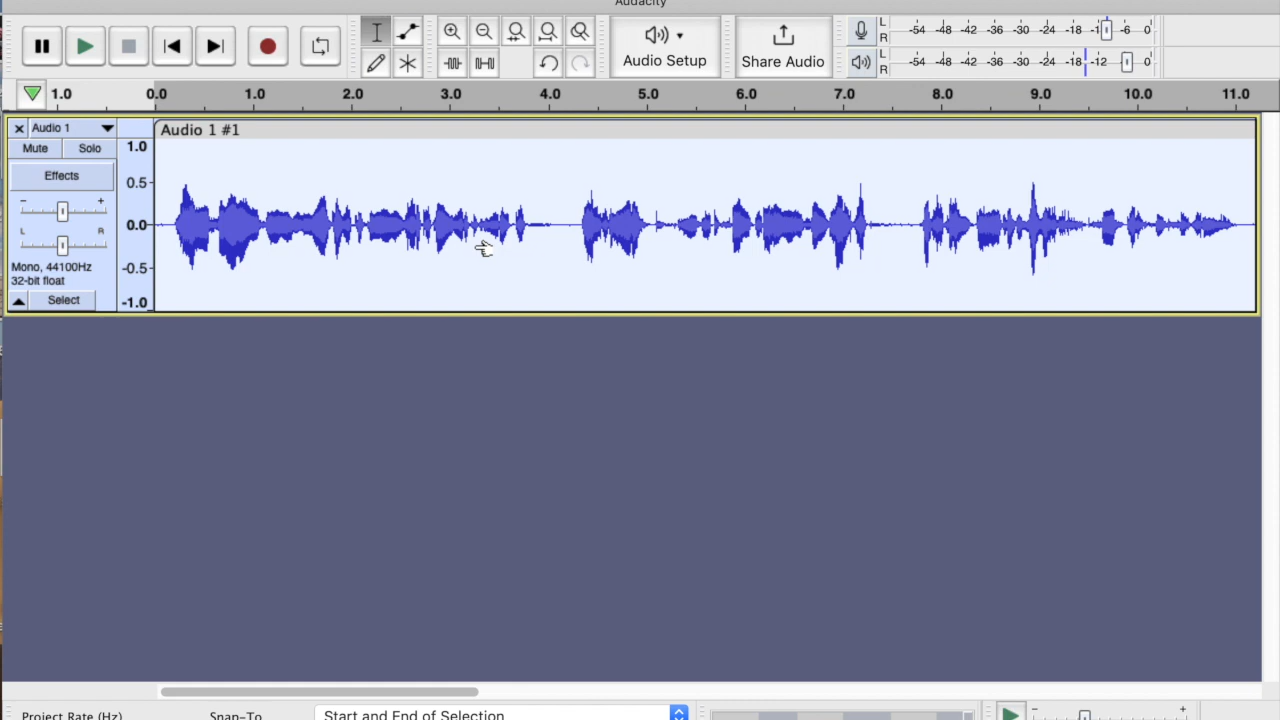 Audacity
Audio Setup
Share Audio
L
R
-54 -48 -42 -36 -30 -24 -18 -1 -6 0
L
R
-54 -48 -42 -36 -30 -24 -18 -12 0
1.0 0.0 1.0 2.0 3.0 4.0 5.0 6.0 7.0 8.0 9.0 10.0 11.0
Audio 1
Audio 1 #1
Mute Solo
Effects
- +
L R
Mono, 44100Hz
32-bit float
Select
1.0
0.5
0.0
-0.5
-1.0
Project Rate (Hz) Snap-To Start and End of Selection
- +